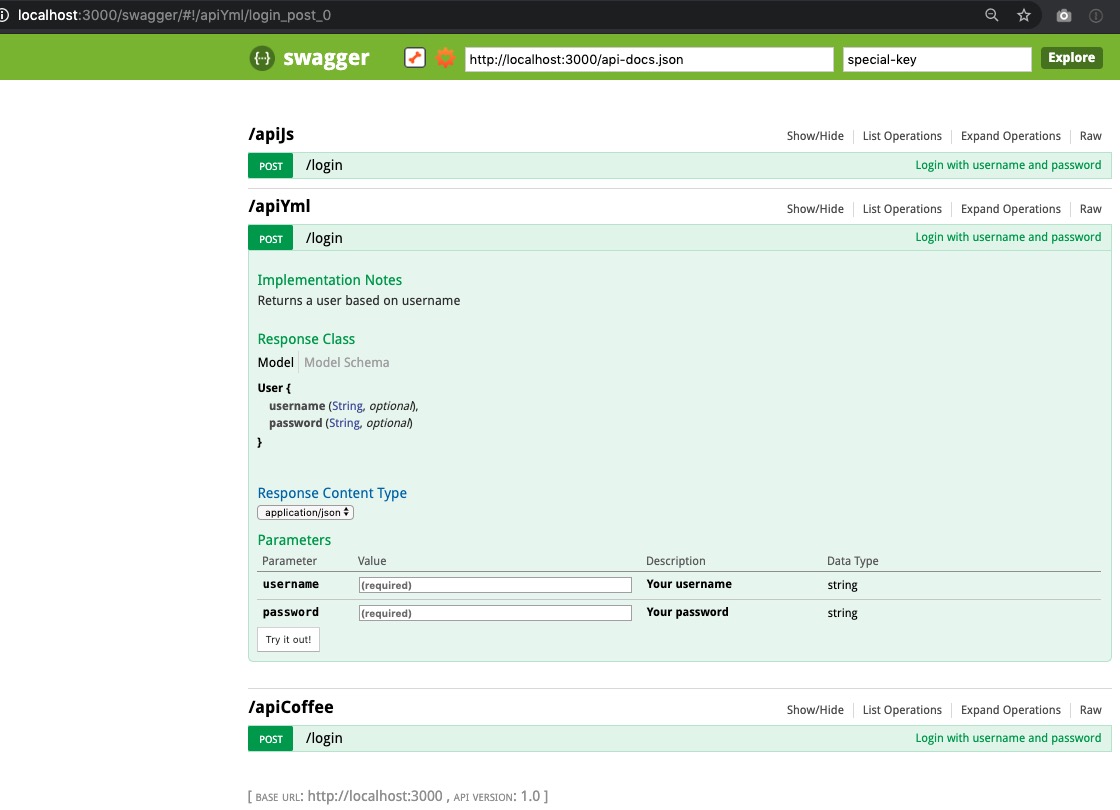 localhost:3000/swagger/#!/apiYml/login_post_0
{··} swagger http://localhost:3000/api-docs.json special-key Explore
/apiJs Show/Hide List Operations Expand Operations Raw
POST /login Login with username and password
/apiYml Show/Hide List Operations Expand Operations Raw
POST /login Login with username and password
Implementation Notes
Returns a user based on username
Response Class
Model Model Schema
User {
username (String, optional),
password (String, optional)
}
Response Content Type
application/json
Parameters
Parameter Value Description Data Type
username (required) Your username string
password (required) Your password string
Try it out!
/apiCoffee Show/Hide List Operations Expand Operations Raw
POST /login Login with username and password
[ BASE URL: http://localhost:3000 , API VERSION: 1.0 ]